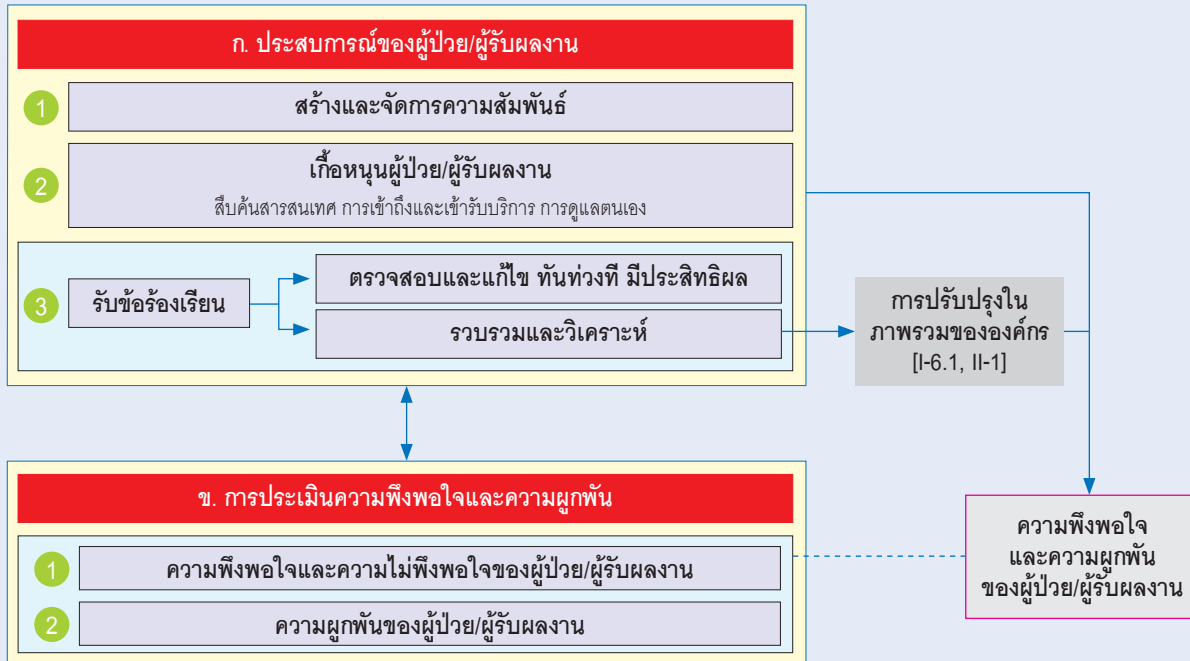 ก. ประสบการณ์ของผู้ป่วย/ผู้รับผลงาน
1
สร้างและจัดการความสัมพันธ์
2
เกื้อหนุนผู้ป่วย/ผู้รับผลงาน
สืบค้นสารสนเทศ การเข้าถึงและเข้ารับบริการ การดูแลตนเอง
3
รับข้อร้องเรียน
ตรวจสอบและแก้ไข ทันท่วงที มีประสิทธิผล
รวบรวมและวิเคราะห์
การปรับปรุงใน
ภาพรวมขององค์กร
[I-6.1, II-1]
ข. การประเมินความพึงพอใจและความผูกพัน
1
ความพึงพอใจและความไม่พึงพอใจของผู้ป่วย/ผู้รับผลงาน
2
ความผูกพันของผู้ป่วย/ผู้รับผลงาน
ความพึงพอใจ
และความผูกพัน
ของผู้ป่วย/ผู้รับผลงาน